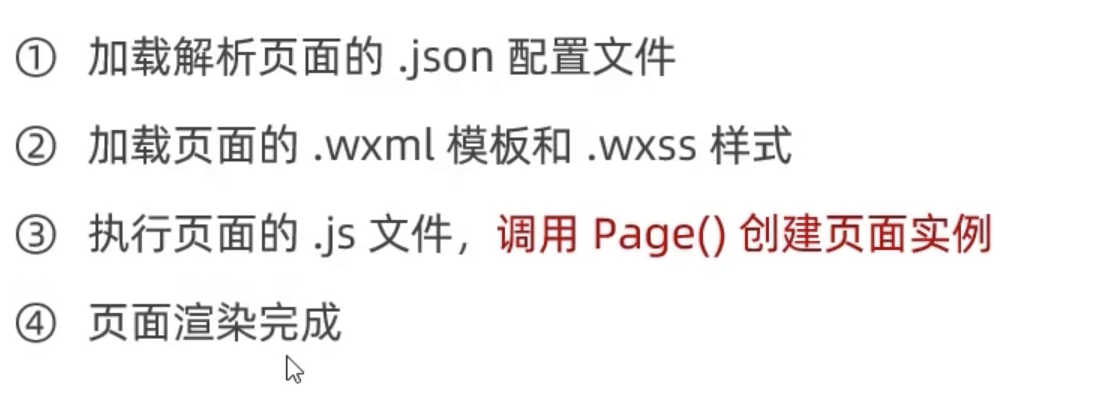 ① 加载解析页面的 .json 配置文件
② 加载页面的 .wxml 模板和 .wxss 样式
③ 执行页面的 .js 文件，调用 Page() 创建页面实例
④ 页面渲染完成